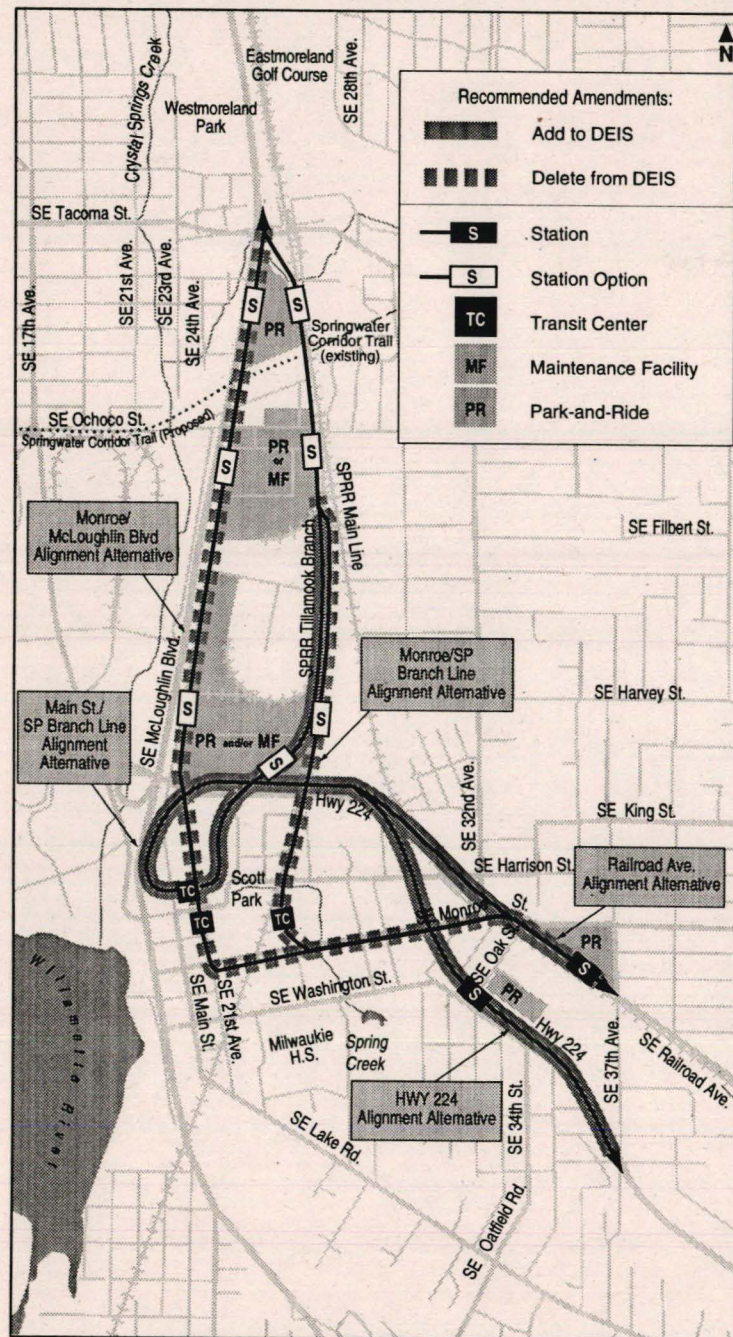 N
Eastmoreland
Golf Course
SE 28th Ave.
Crystal Springs Creek
Westmoreland
Park
Recommended Amendments:
Add to DEIS
Delete from DEIS
S Station
S Station Option
TC Transit Center
MF Maintenance Facility
PR Park-and-Ride
SE Tacoma St.
SE 17th Ave.
SE 21st Ave.
SE 23rd Ave.
SE 24th Ave.
S
S
PR
Springwater
Corridor Trail
(existing)
SE Ochoco St.
Springwater Corridor Trail (Proposed)
S
PR
or
MF
S
SPRR Main Line
SE Filbert St.
Monroe/
McLoughlin Blvd
Alignment Alternative
SPRR Tillamook Branch
SE McLoughlin Blvd.
Monroe/SP
Branch Line
Alignment Alternative
SE Harvey St.
Main St./
SP Branch Line
Alignment
Alternative
S
S
PR and/or MF
S
Hwy 224
SE 32nd Ave.
SE King St.
SE Harrison St.
Railroad Ave.
Alignment Alternative
TC
Scott
Park
TC
TC
SE Monroe St.
PR
S
SE Oak St.
SE Washington St.
S
PR
Hwy 224
SE Main St.
SE 21st Ave.
Milwaukie
H.S.
Spring
Creek
SE 37th Ave.
SE Railroad Ave.
HWY 224
Alignment Alternative
SE 34th St.
Willamette River
SE Lake Rd.
SE Oatfield Rd.